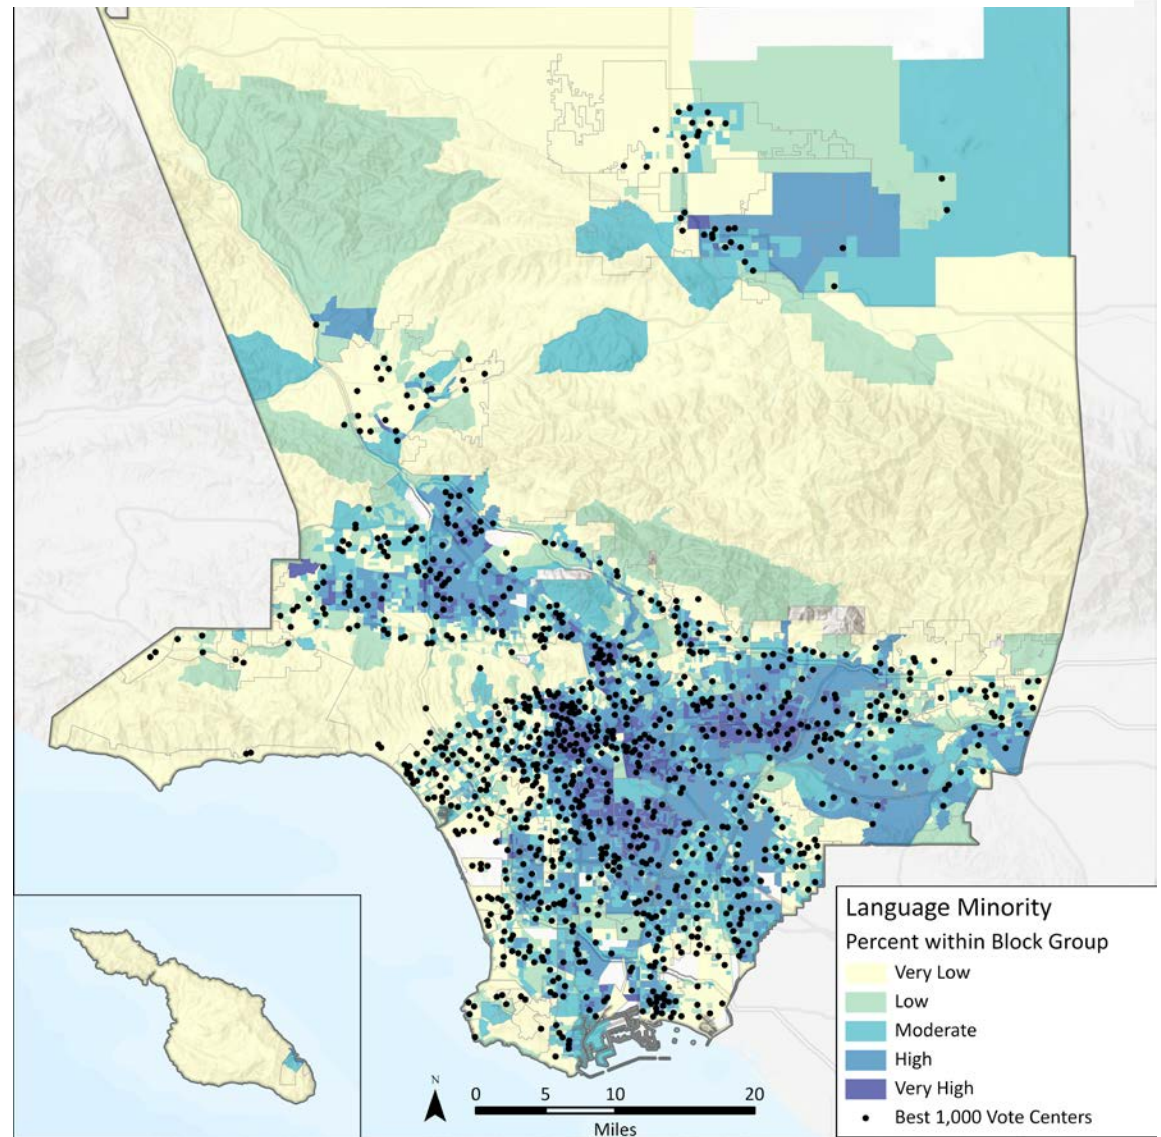 Language Minority
Percent within Block Group
Very Low
Low
Moderate
High
Very High
Best 1,000 Vote Centers
N
0 5 10 20
Miles